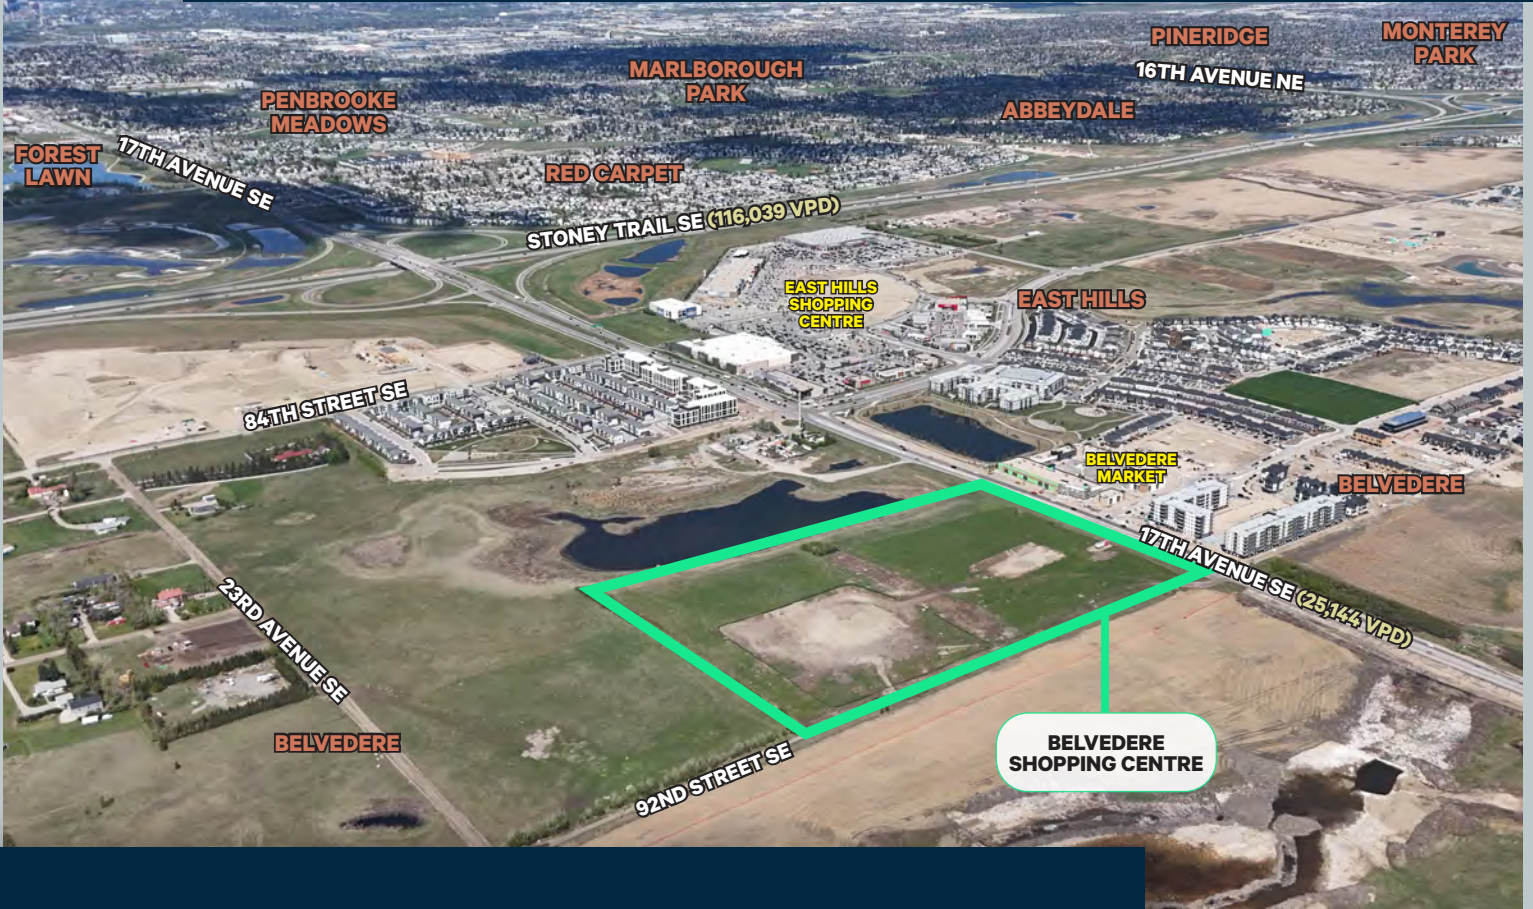 PINERIDGE
MONTEREY
PARK
16TH AVENUE NE
MARLBOROUGH
PARK
PENBROOKE
MEADOWS
ABBEYDALE
FOREST
LAWN
17TH AVENUE SE
RED CARPET
STONEY TRAIL SE (116,039 VPD)
EAST HILLS
SHOPPING
CENTRE
EAST HILLS
84TH STREET SE
BELVEDERE
MARKET
BELVEDERE
17TH AVENUE SE (25,144 VPD)
23RD AVENUE SE
BELVEDERE
92ND STREET SE
BELVEDERE
SHOPPING CENTRE